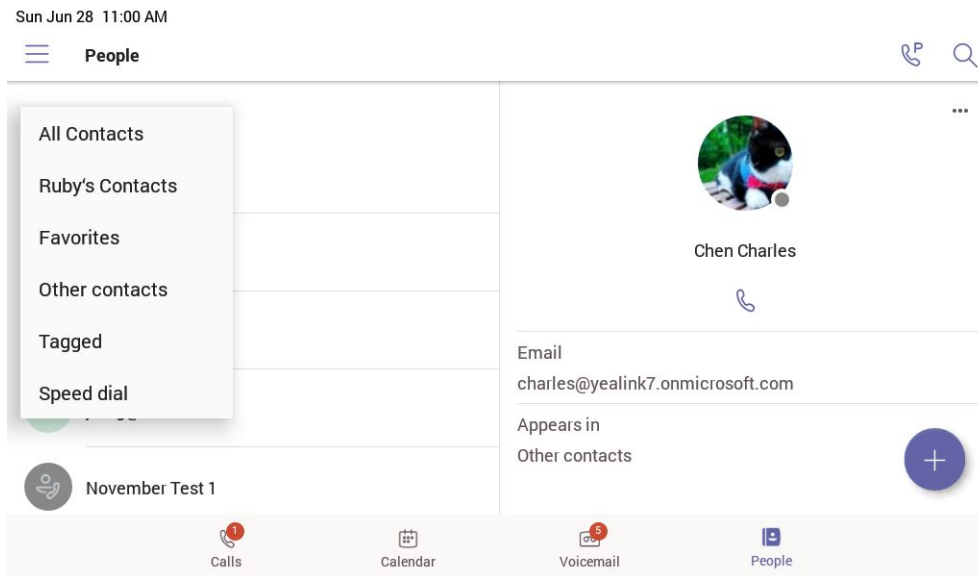 Sun Jun 28 11:00 AM
People
P
All Contacts
Ruby's Contacts
Favorites
Other contacts
Tagged
Speed dial
November Test 1
Chen Charles
Email
charles@yealink7.onmicrosoft.com
Appears in
Other contacts
1
5
Calls
Calendar
Voicemail
People